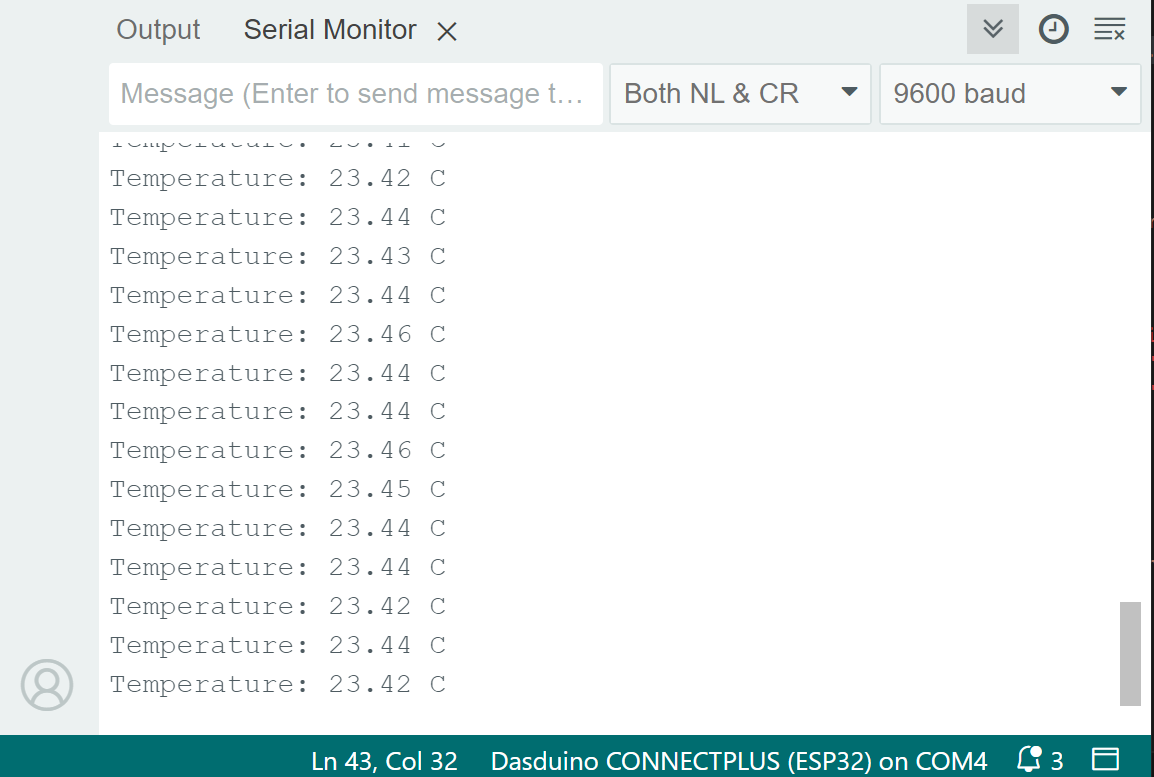 Output Serial Monitor
Message (Enter to send message t... Both NL & CR 9600 baud
Temperature: 23.41 C
Temperature: 23.42 C
Temperature: 23.44 C
Temperature: 23.43 C
Temperature: 23.44 C
Temperature: 23.46 C
Temperature: 23.44 C
Temperature: 23.44 C
Temperature: 23.46 C
Temperature: 23.45 C
Temperature: 23.44 C
Temperature: 23.44 C
Temperature: 23.42 C
Temperature: 23.44 C
Temperature: 23.42 C
Ln 43, Col 32 Dasduino CONNECTPLUS (ESP32) on COM4 3